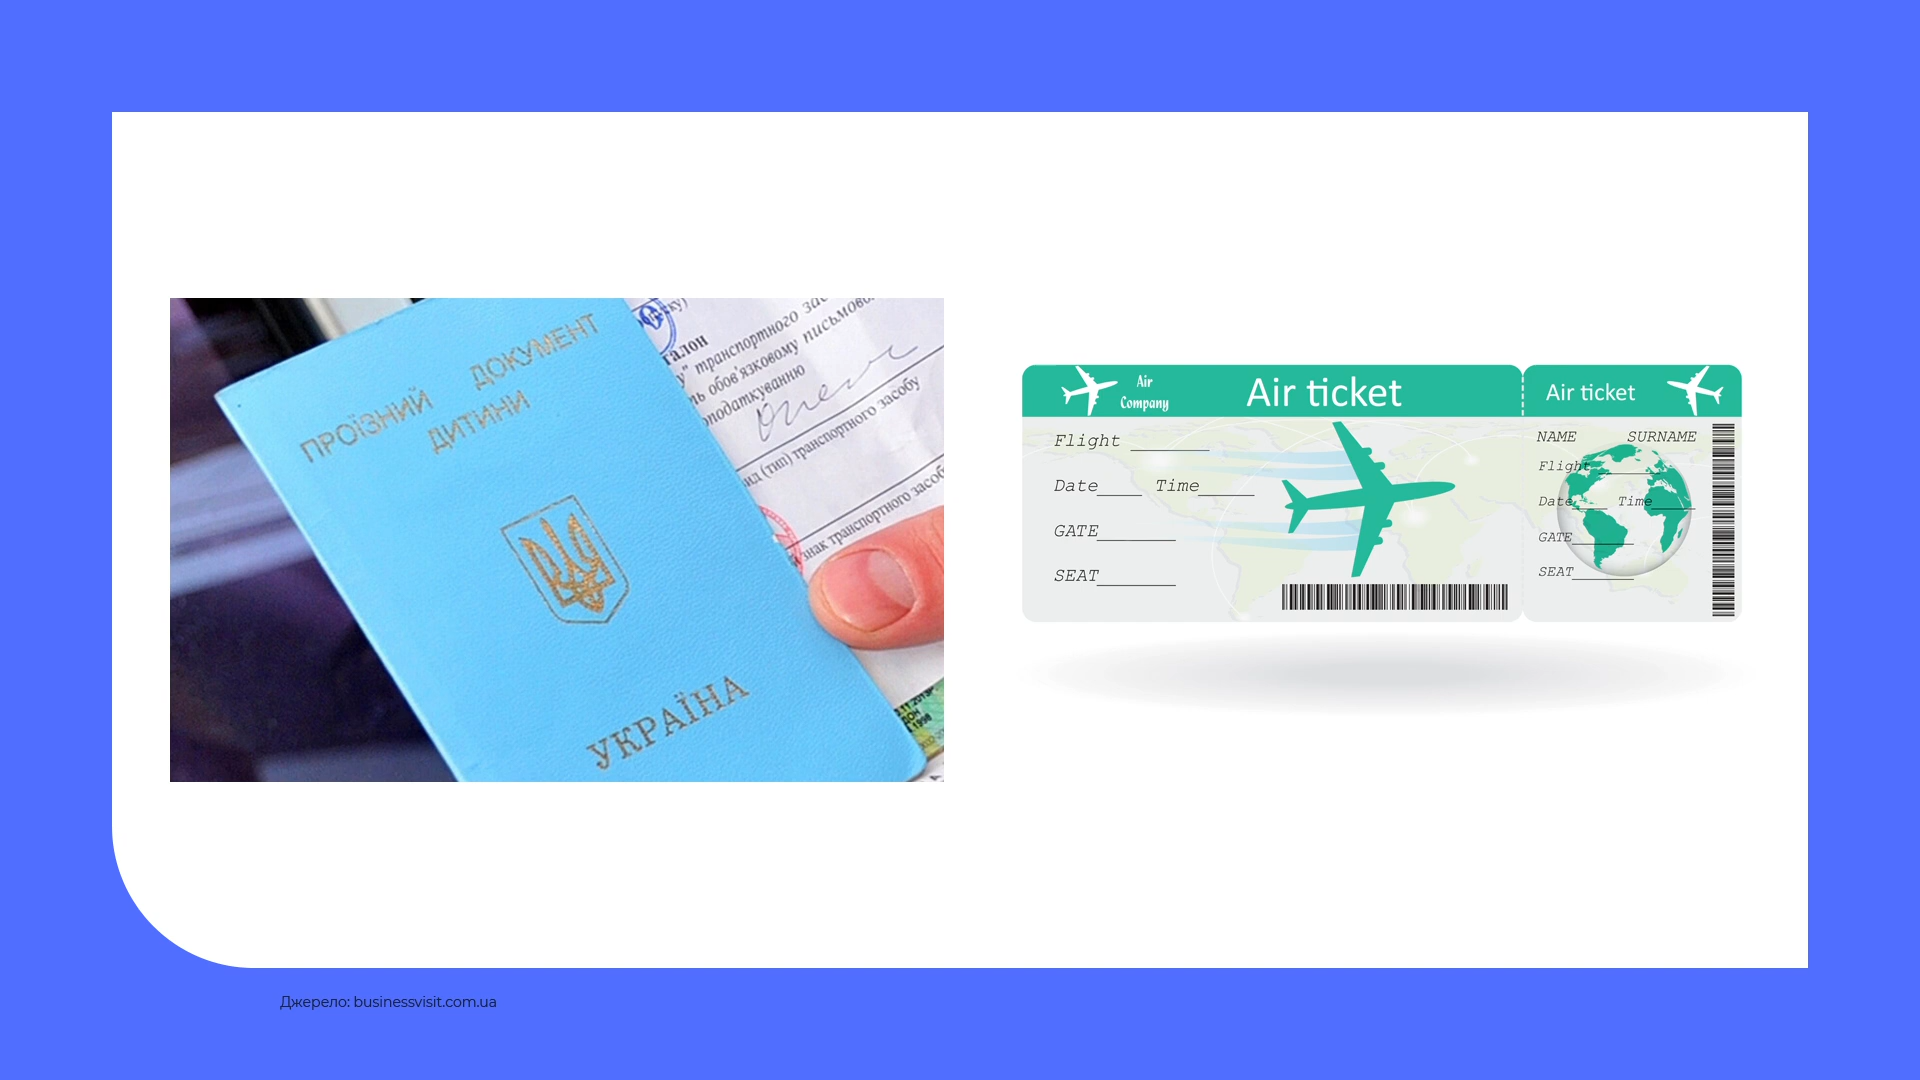 ПРОЇЗНИЙ ДОКУМЕНТ
ДИТИНИ
УКРАЇНА
талон
транспортного
обов'язковому письмово
оподаткуванню
(тип) транспортного засобу
знак транспортного засоб
Air
Company
Air ticket
Flight
Date Time
GATE
SEAT
Air ticket
NAME SURNAME
Flight
Date Time
GATE
SEAT
Джерело: businessvisit.com.ua